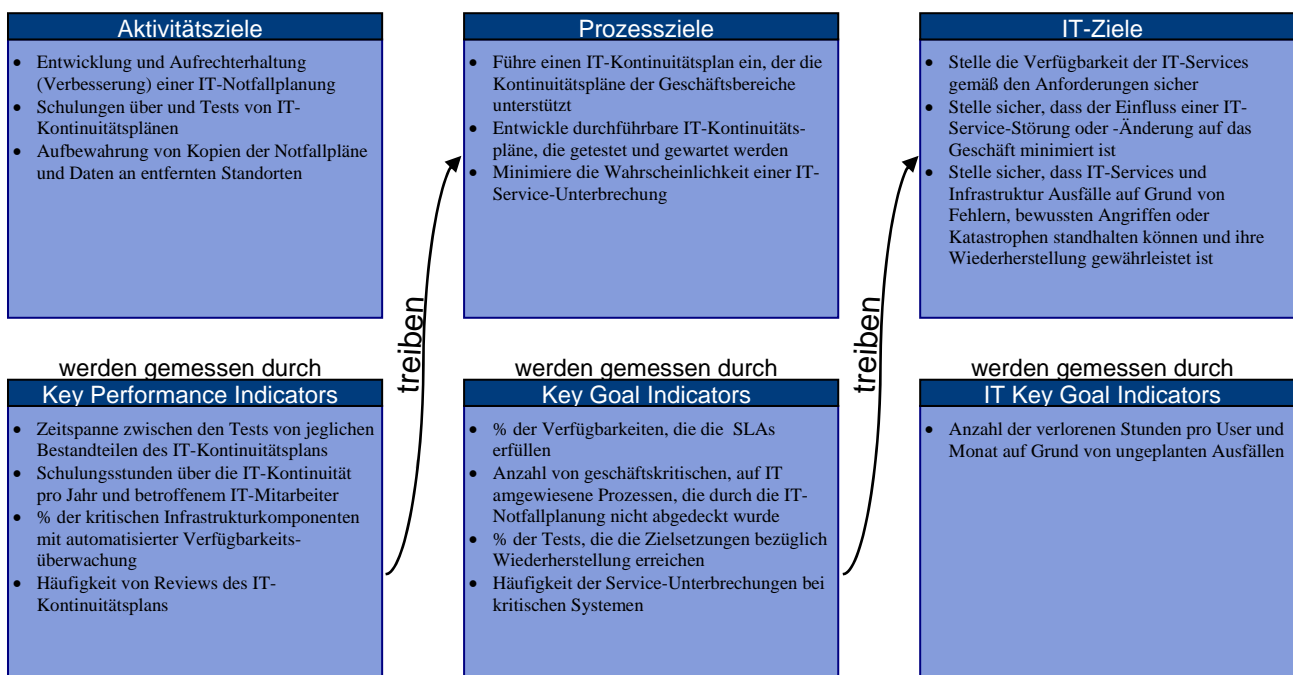 Aktivitätsziele
• Entwicklung und Aufrechterhaltung
(Verbesserung) einer IT-Notfallplanung
• Schulungen über und Tests von IT-
Kontinuitätsplänen
• Aufbewahrung von Kopien der Notfallpläne
und Daten an entfernten Standorten
werden gemessen durch
Key Performance Indicators
• Zeitspanne zwischen den Tests von jeglichen
Bestandteilen des IT-Kontinuitätsplans
• Schulungsstunden über die IT-Kontinuität
pro Jahr und betroffenem IT-Mitarbeiter
• % der kritischen Infrastrukturkomponenten
mit automatisierter Verfügbarkeits-
überwachung
• Häufigkeit von Reviews des IT-
Kontinuitätsplans
treiben
Prozessziele
• Führe einen IT-Kontinuitätsplan ein, der die
Kontinuitätspläne der Geschäftsbereiche
unterstützt
• Entwickle durchführbare IT-Kontinuitäts-
pläne, die getestet und gewartet werden
• Minimiere die Wahrscheinlichkeit einer IT-
Service-Unterbrechung
werden gemessen durch
Key Goal Indicators
• % der Verfügbarkeiten, die die SLAs
erfüllen
• Anzahl von geschäftskritischen, auf IT
amgewiesene Prozessen, die durch die IT-
Notfallplanung nicht abgedeckt wurde
• % der Tests, die die Zielsetzungen bezüglich
Wiederherstellung erreichen
• Häufigkeit der Service-Unterbrechungen bei
kritischen Systemen
treiben
IT-Ziele
• Stelle die Verfügbarkeit der IT-Services
gemäß den Anforderungen sicher
• Stelle sicher, dass der Einfluss einer IT-
Service-Störung oder -Änderung auf das
Geschäft minimiert ist
• Stelle sicher, dass IT-Services und
Infrastruktur Ausfälle auf Grund von
Fehlern, bewussten Angriffen oder
Katastrophen standhalten können und ihre
Wiederherstellung gewährleistet ist
werden gemessen durch
IT Key Goal Indicators
• Anzahl der verlorenen Stunden pro User und
Monat auf Grund von ungeplanten Ausfällen